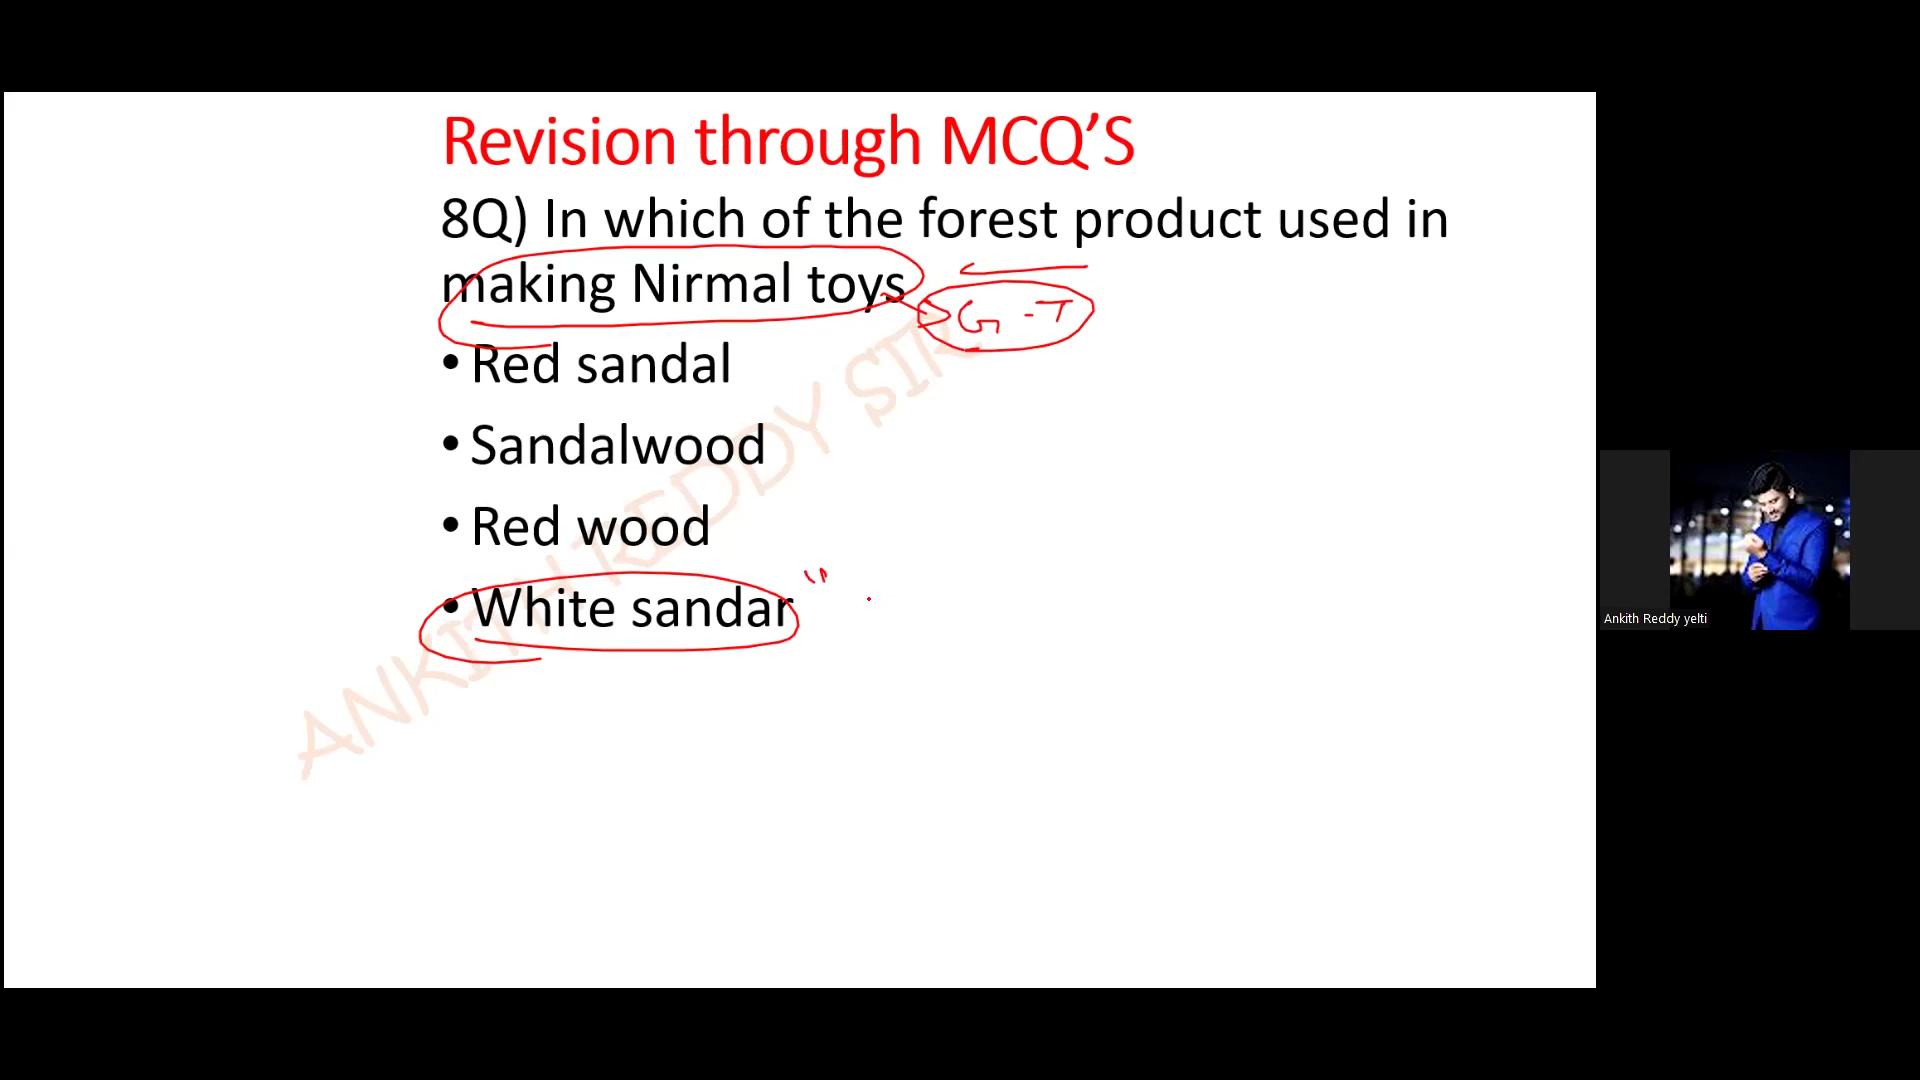 Revision through MCQ’S
8Q) In which of the forest product used in
making Nirmal toys
G - T
• Red sandal
• Sandalwood
• Red wood
• White sandar
ANKITH REDDY SIR
Ankith Reddy yelti